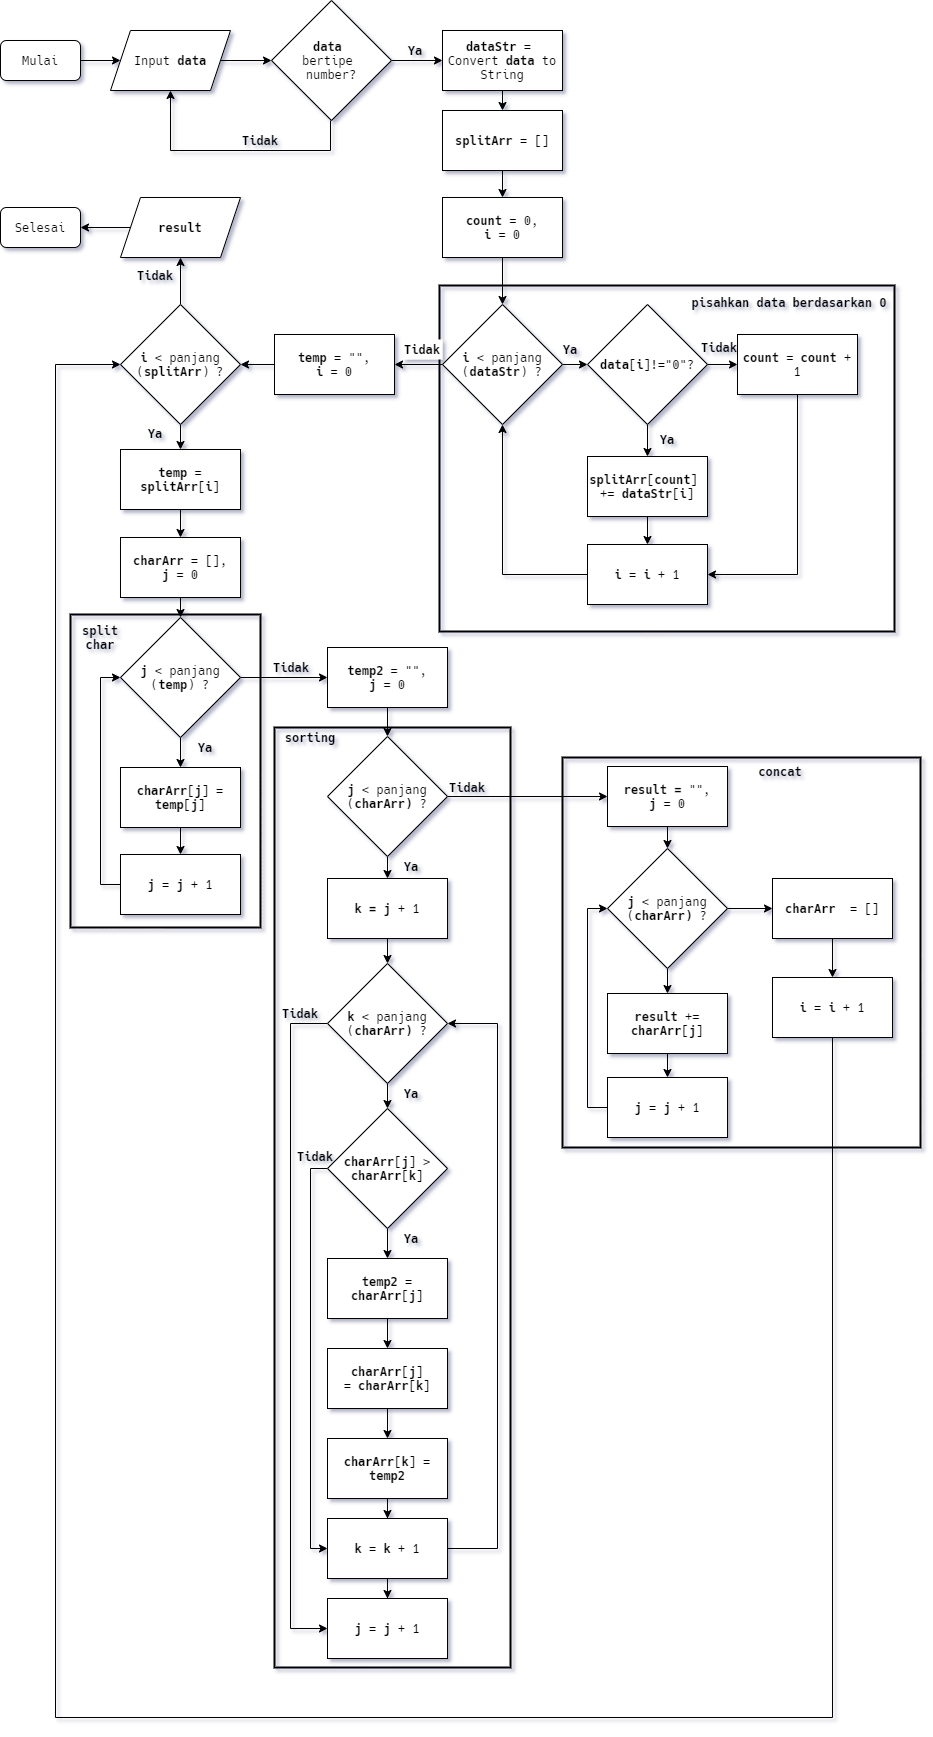 Mulai
Input data
data
bertipe
number?
Ya
dataStr =
Convert data to
String
Tidak
splitArr = []
count = 0,
i = 0
result
Selesai
Tidak
pisahkan data berdasarkan 0
i < panjang
(dataStr) ?
Ya
data[i]!="0"?
Tidak
count = count +
1
Ya
splitArr[count]
+= dataStr[i]
i = i + 1
Tidak
temp = "",
i = 0
i < panjang
(splitArr) ?
Ya
temp =
splitArr[i]
charArr = [],
j = 0
split
char
j < panjang
(temp) ?
Ya
charArr[j] =
temp[j]
j = j + 1
Tidak
temp2 = "",
j = 0
sorting
j < panjang
(charArr) ?
Ya
k = j + 1
k < panjang
(charArr) ?
Tidak
Ya
charArr[j] >
charArr[k]
Tidak
Ya
temp2 =
charArr[j]
charArr[j]
= charArr[k]
charArr[k] =
temp2
k = k + 1
j = j + 1
Tidak
concat
result = "",
j = 0
j < panjang
(charArr) ?
charArr  = []
i = i + 1
result +=
charArr[j]
j = j + 1